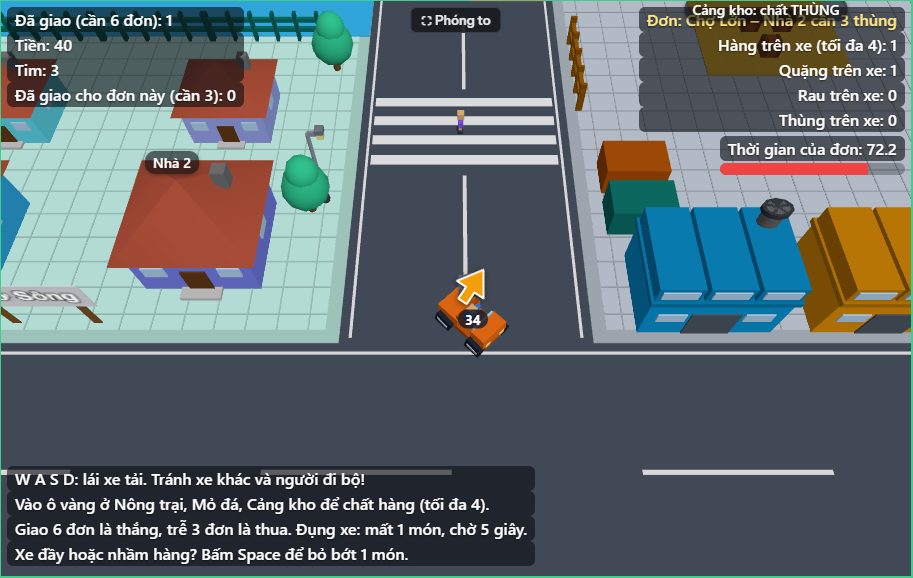 Đã giao (cần 6 đơn): 1
Tiền: 40
Tim: 3
Đã giao cho đơn này (cần 3): 0
Phóng to
Cảng kho: chất THÙNG
Đơn: Chợ Lớn – Nhà 2 cần 3 thùng
Hàng trên xe (tối đa 4): 1
Quặng trên xe: 1
Rau trên xe: 0
Thùng trên xe: 0
Thời gian của đơn: 72.2
Nhà 2
Sông
34
W A S D: lái xe tải. Tránh xe khác và người đi bộ!
Vào ô vàng ở Nông trại, Mỏ đá, Cảng kho để chất hàng (tối đa 4).
Giao 6 đơn là thắng, trễ 3 đơn là thua. Đụng xe: mất 1 món, chờ 5 giây.
Xe đầy hoặc nhầm hàng? Bấm Space để bỏ bớt 1 món.